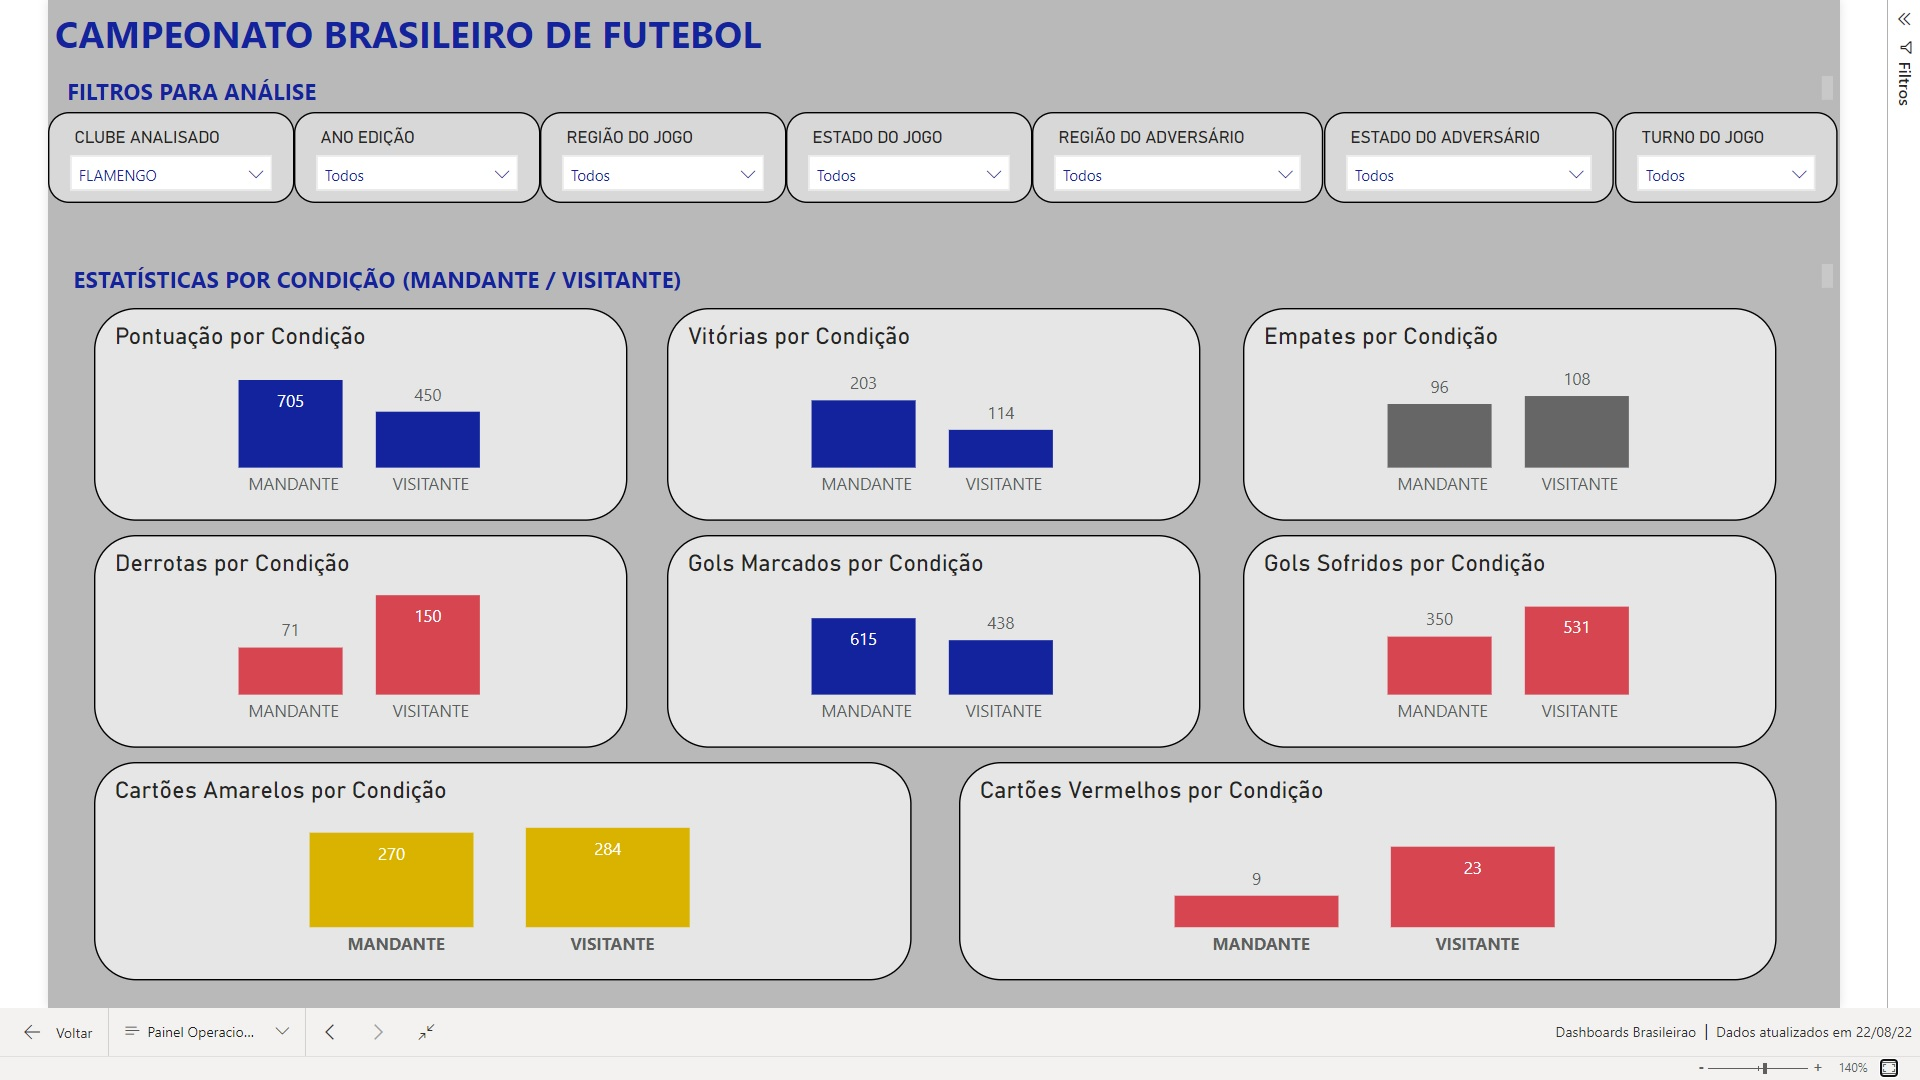 CAMPEONATO BRASILEIRO DE FUTEBOL
Filtros
FILTROS PARA ANÁLISE
CLUBE ANALISADO
FLAMENGO
ANO EDIÇÃO
Todos
REGIÃO DO JOGO
Todos
ESTADO DO JOGO
Todos
REGIÃO DO ADVERSÁRIO
Todos
ESTADO DO ADVERSÁRIO
Todos
TURNO DO JOGO
Todos
ESTATÍSTICAS POR CONDIÇÃO (MANDANTE / VISITANTE)
Pontuação por Condição
705
450
MANDANTE
VISITANTE
Vitórias por Condição
203
114
MANDANTE
VISITANTE
Empates por Condição
96
108
MANDANTE
VISITANTE
Derrotas por Condição
71
150
MANDANTE
VISITANTE
Gols Marcados por Condição
615
438
MANDANTE
VISITANTE
Gols Sofridos por Condição
350
531
MANDANTE
VISITANTE
Cartões Amarelos por Condição
270
284
MANDANTE
VISITANTE
Cartões Vermelhos por Condição
9
23
MANDANTE
VISITANTE
Voltar
Painel Operacio...
Dashboards Brasileirao | Dados atualizados em 22/08/22
- + 140%